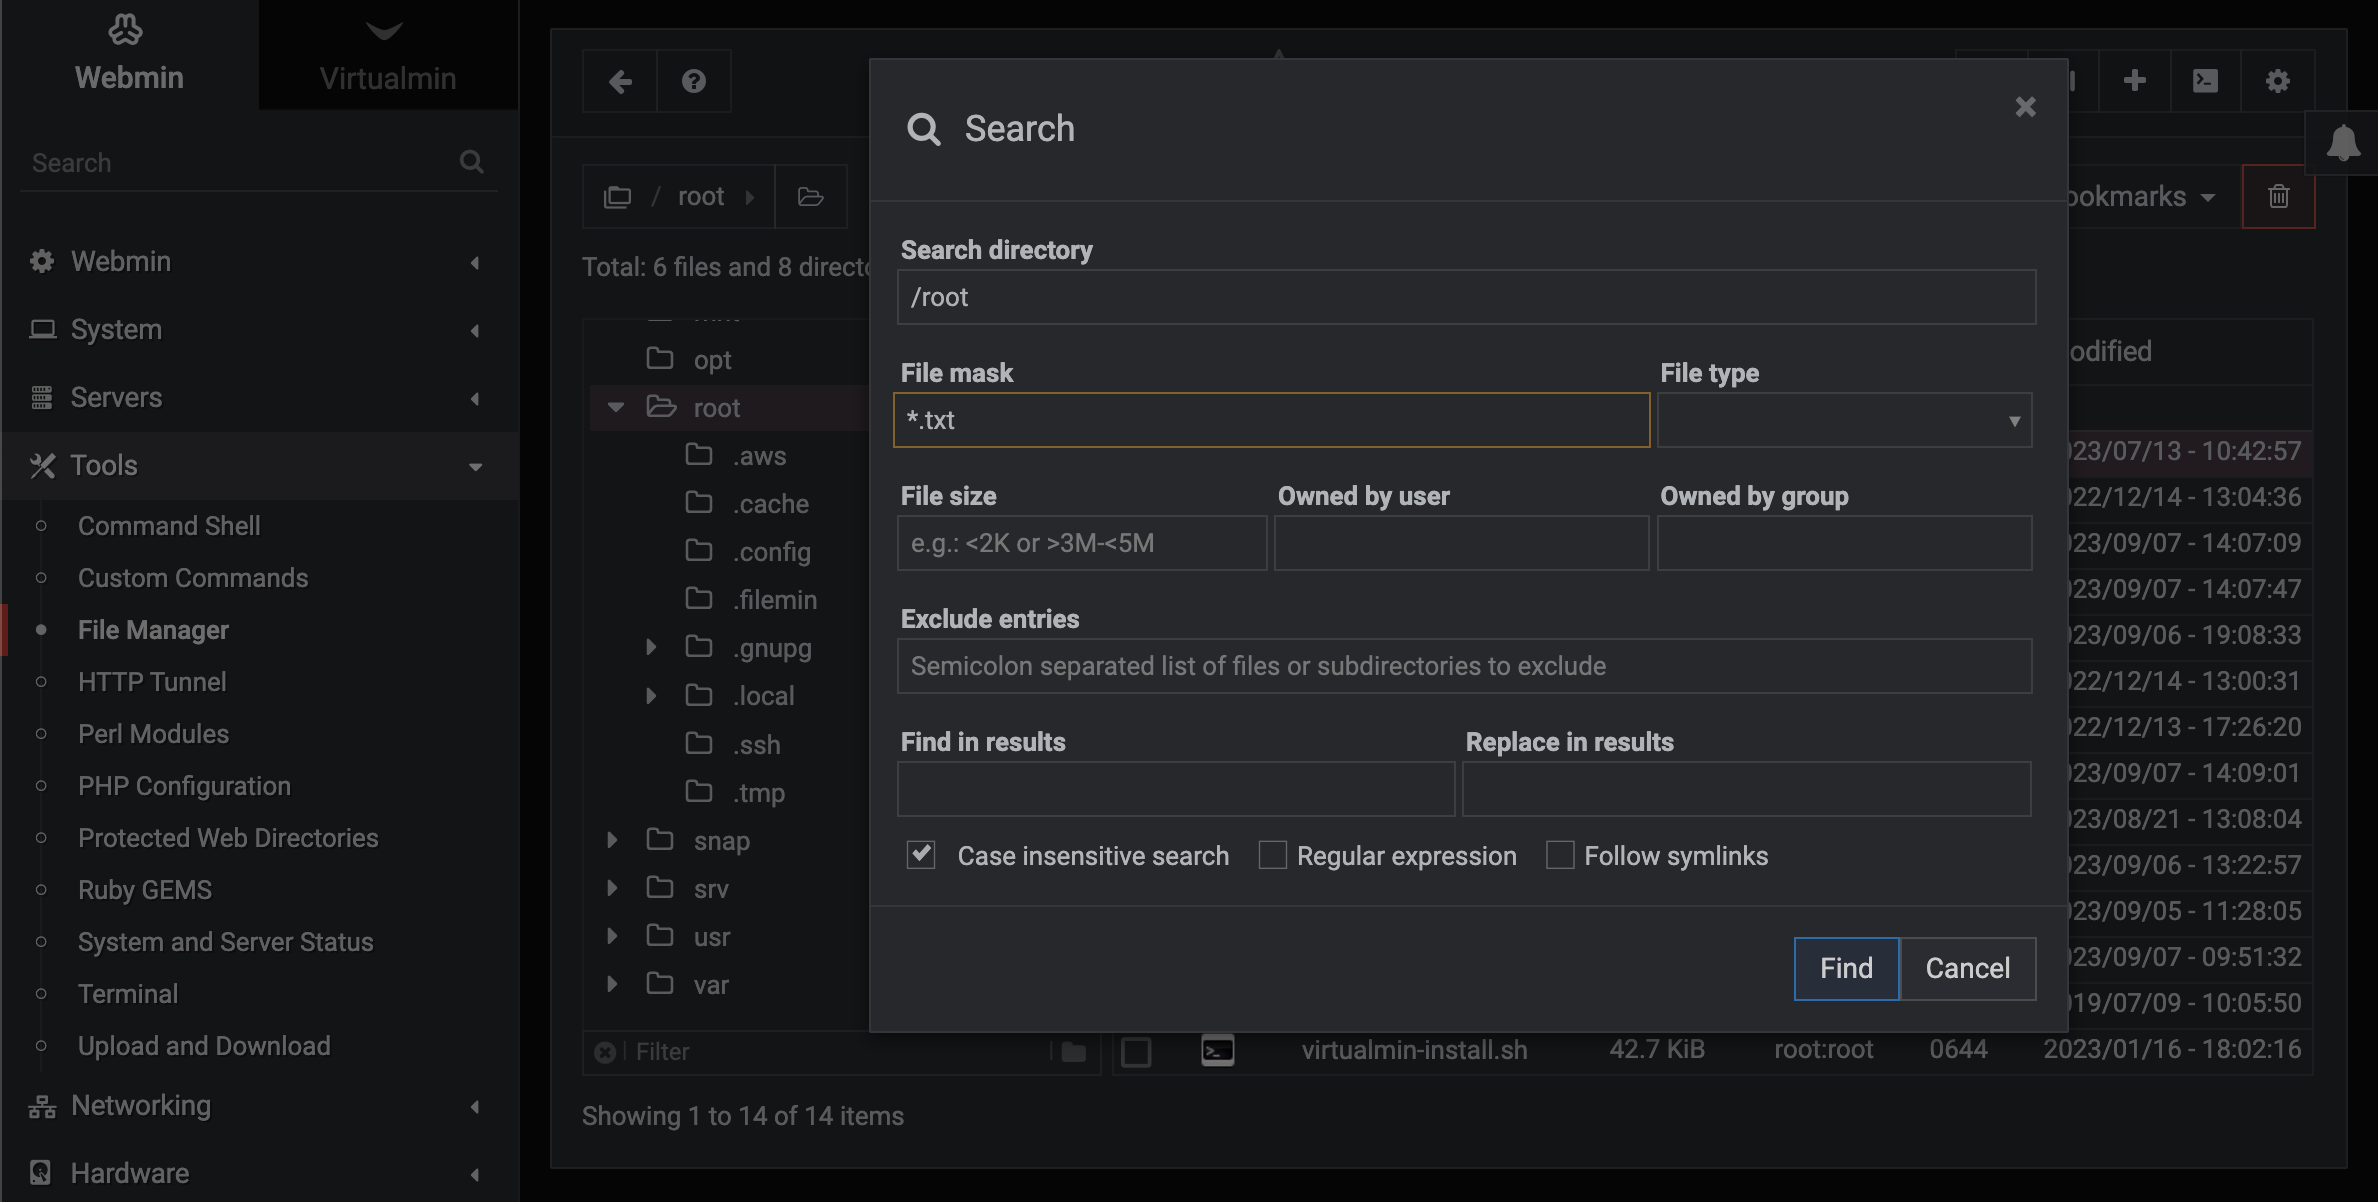 Webmin
Virtualmin
Search
Webmin
System
Servers
Tools
Command Shell
Custom Commands
File Manager
HTTP Tunnel
Perl Modules
PHP Configuration
Protected Web Directories
Ruby GEMS
System and Server Status
Terminal
Upload and Download
Networking
Hardware
/ root
Total: 6 files and 8 directo
opt
root
.aws
.cache
.config
.filemin
.gnupg
.local
.ssh
.tmp
snap
srv
usr
var
Filter
Showing 1 to 14 of 14 items
Search
Search directory
/root
File mask
File type
*.txt
File size
Owned by user
Owned by group
e.g.: <2K or >3M-<5M
Exclude entries
Semicolon separated list of files or subdirectories to exclude
Find in results
Replace in results
Case insensitive search
Regular expression
Follow symlinks
Find
Cancel
ookmarks
odified
23/07/13 - 10:42:57
22/12/14 - 13:04:36
23/09/07 - 14:07:09
23/09/07 - 14:07:47
23/09/06 - 19:08:33
22/12/14 - 13:00:31
22/12/13 - 17:26:20
23/09/07 - 14:09:01
23/08/21 - 13:08:04
23/09/06 - 13:22:57
23/09/05 - 11:28:05
23/09/07 - 09:51:32
19/07/09 - 10:05:50
virtualmin-install.sh 42.7 KiB root:root 0644 2023/01/16 - 18:02:16